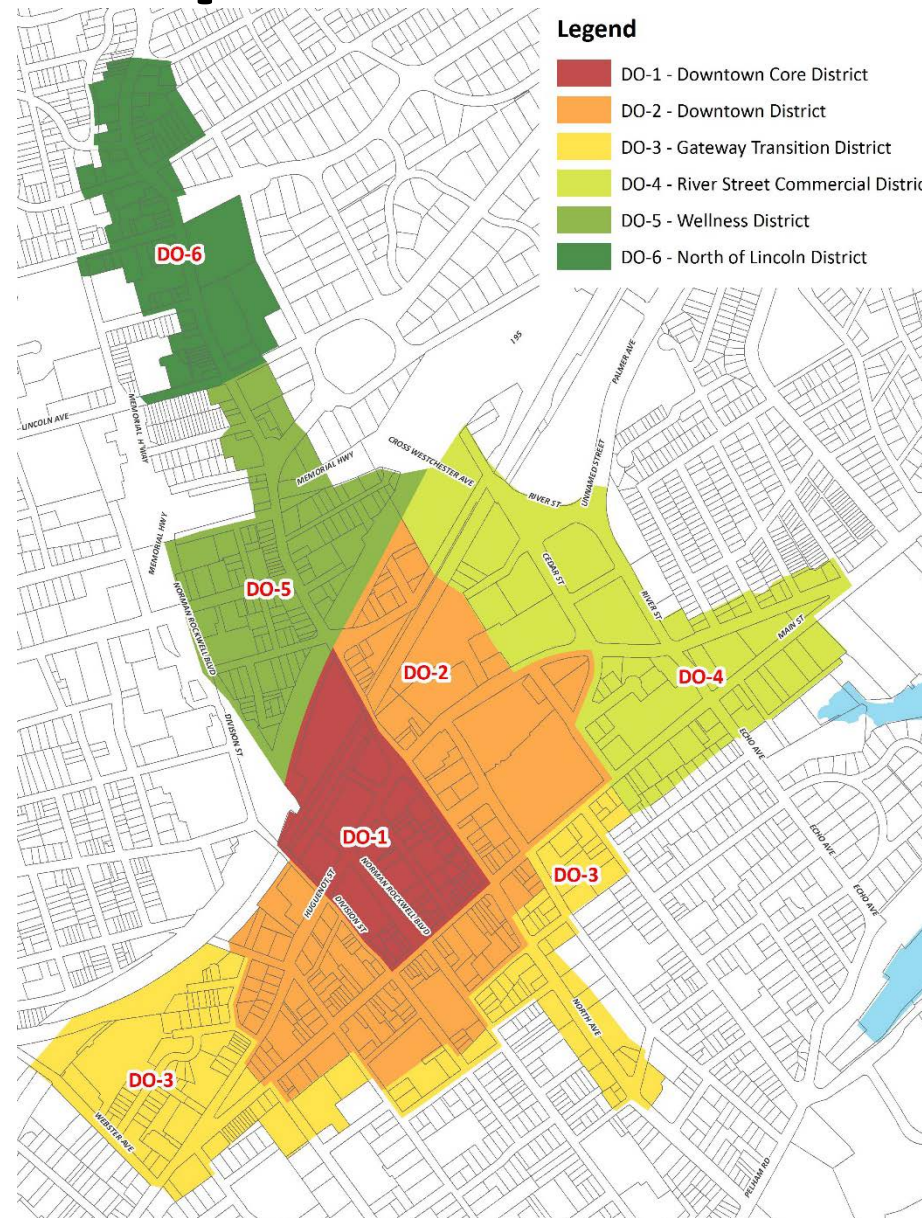 Legend
DO-1 - Downtown Core District
DO-2 - Downtown District
DO-3 - Gateway Transition District
DO-4 - River Street Commercial Distric
DO-5 - Wellness District
DO-6 - North of Lincoln District
DO-6
I 95
PALMER AVE
LINCOLN AVE
MEMORIAL H'WAY
MEMORIAL HWY
CROSS WESTCHESTER AVE
RIVER ST
UNNAMED STREET
MEMORIAL HWY
CEDAR ST
DO-5
NORMAN ROCKWELL BLVD
RIVER ST
MAIN ST
DO-2
DO-4
DIVISION ST
ECHO AVE
DO-1
ECHO AVE
DO-3
HUGUENOT ST
NORMAN ROCKWELL BLVD
DIVISION ST
ECHO AVE
NORTH AVE
DO-3
WEBSTER AVE
PELHAM RD